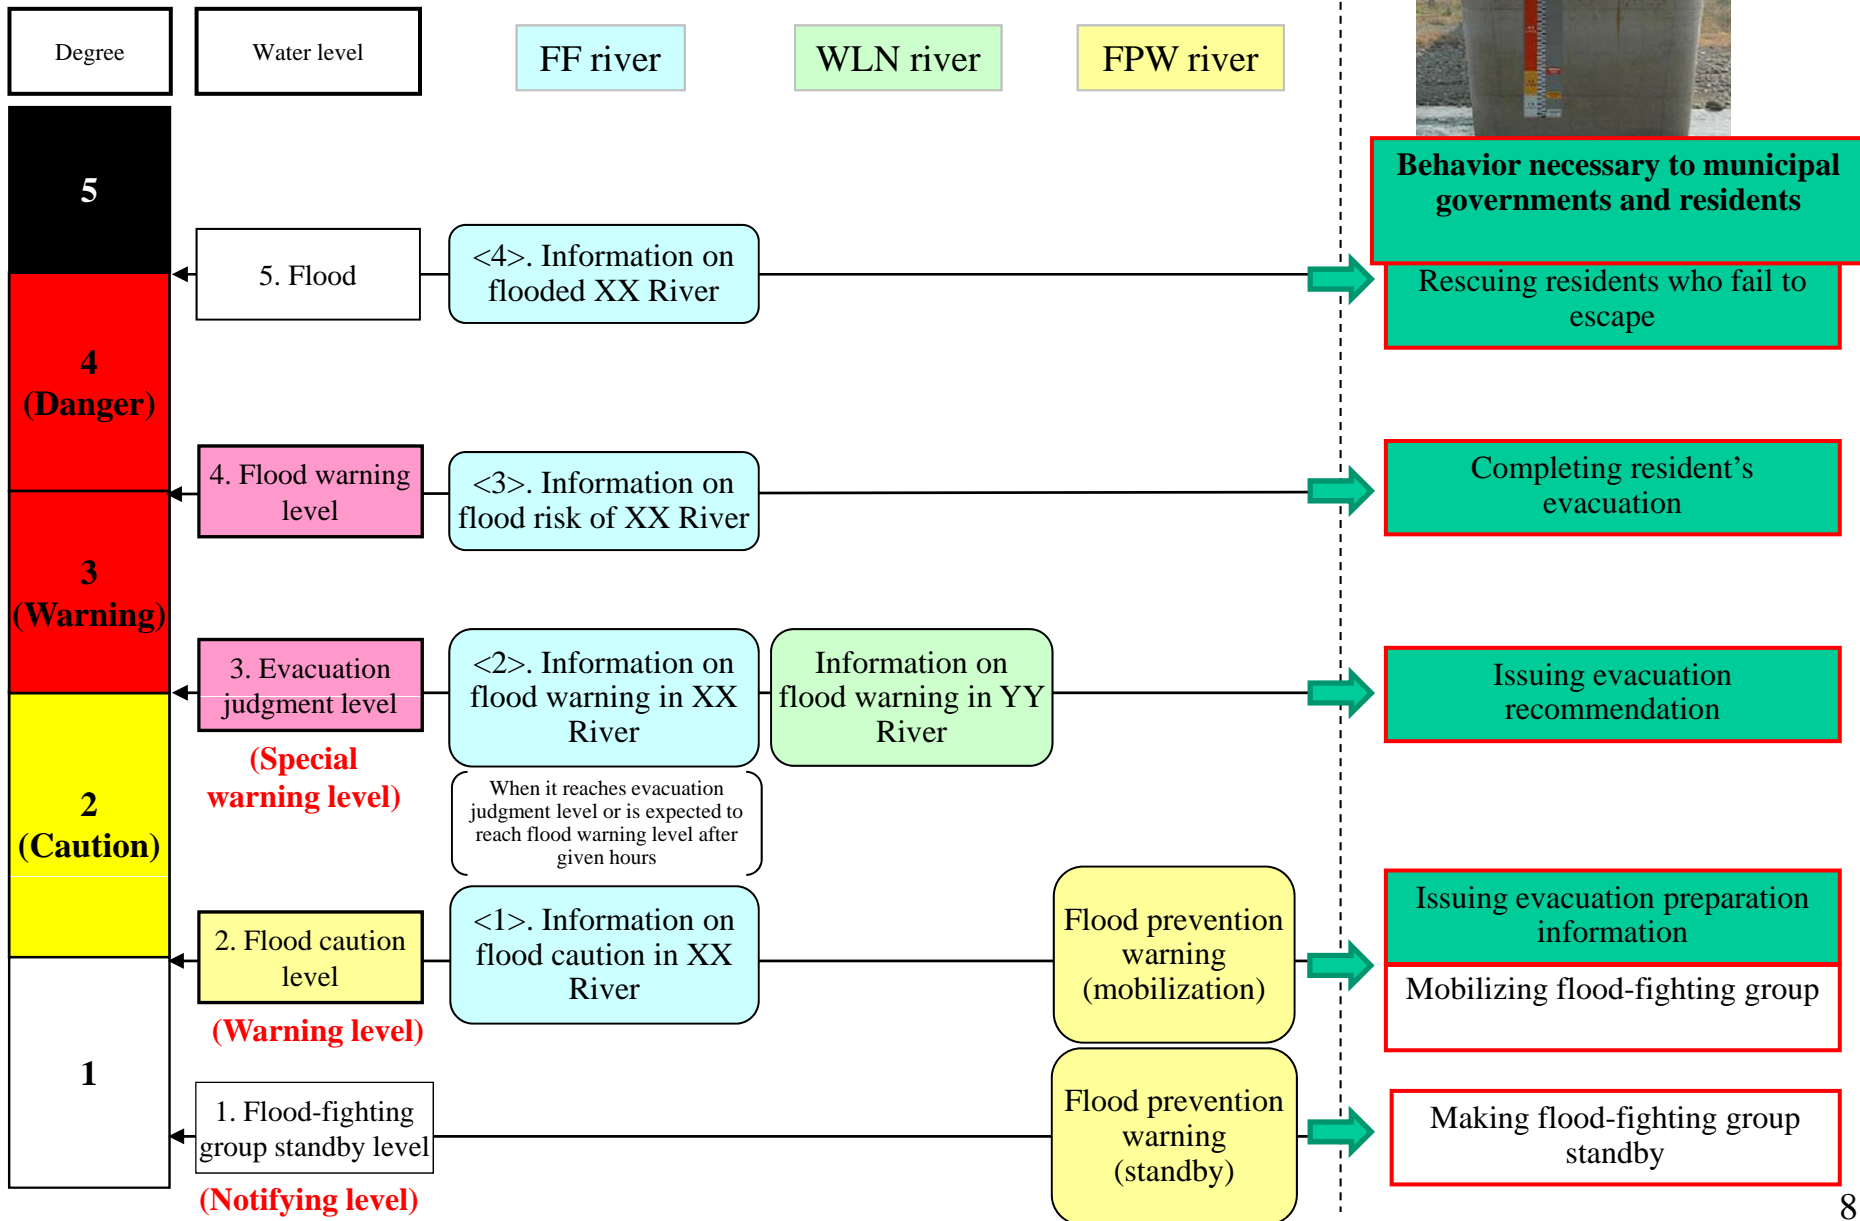 Degree
Water level
FF river
WLN river
FPW river
Behavior necessary to municipal
governments and residents
5
5. Flood
<4>. Information on
flooded XX River
Rescuing residents who fail to
escape
4
(Danger)
4. Flood warning
level
<3>. Information on
flood risk of XX River
Completing resident’s
evacuation
3
(Warning)
3. Evacuation
judgment level
(Special
warning level)
<2>. Information on
flood warning in XX
River
Information on
flood warning in YY
River
Issuing evacuation
recommendation
When it reaches evacuation
judgment level or is expected to
reach flood warning level after
given hours
2
(Caution)
2. Flood caution
level
(Warning level)
<1>. Information on
flood caution in XX
River
Flood prevention
warning
(mobilization)
Issuing evacuation preparation
information
Mobilizing flood-fighting group
1
1. Flood-fighting
group standby level
(Notifying level)
Flood prevention
warning
(standby)
Making flood-fighting group
standby
8